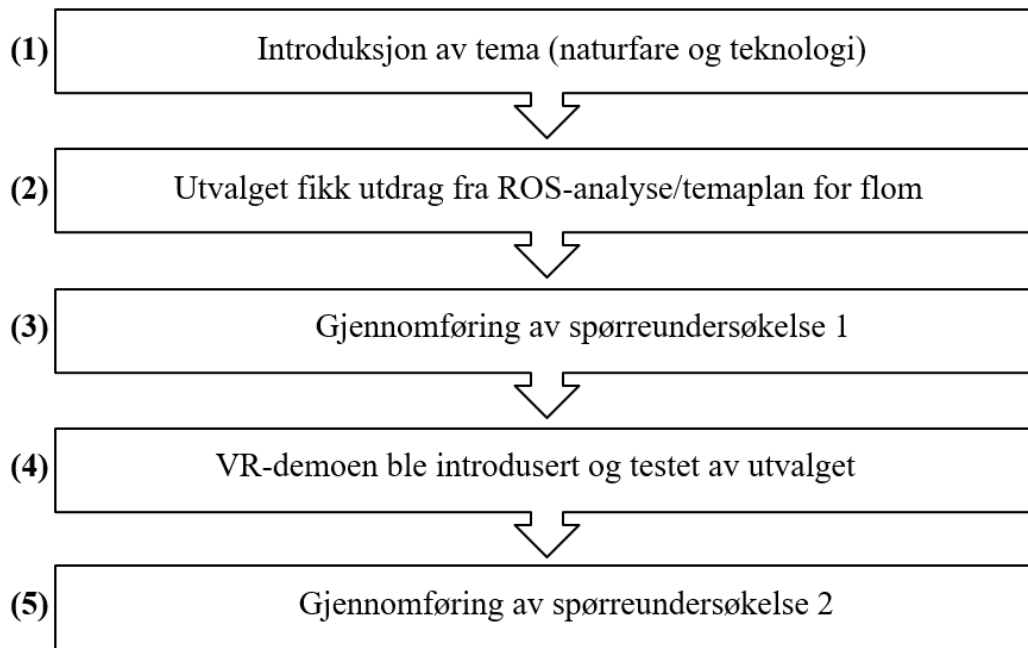 (1) Introduksjon av tema (naturfare og teknologi)
(2) Utvalget fikk utdrag fra ROS-analyse/temaplan for flom
(3) Gjennomføring av spørreundersøkelse 1
(4) VR-demoen ble introdusert og testet av utvalget
(5) Gjennomføring av spørreundersøkelse 2